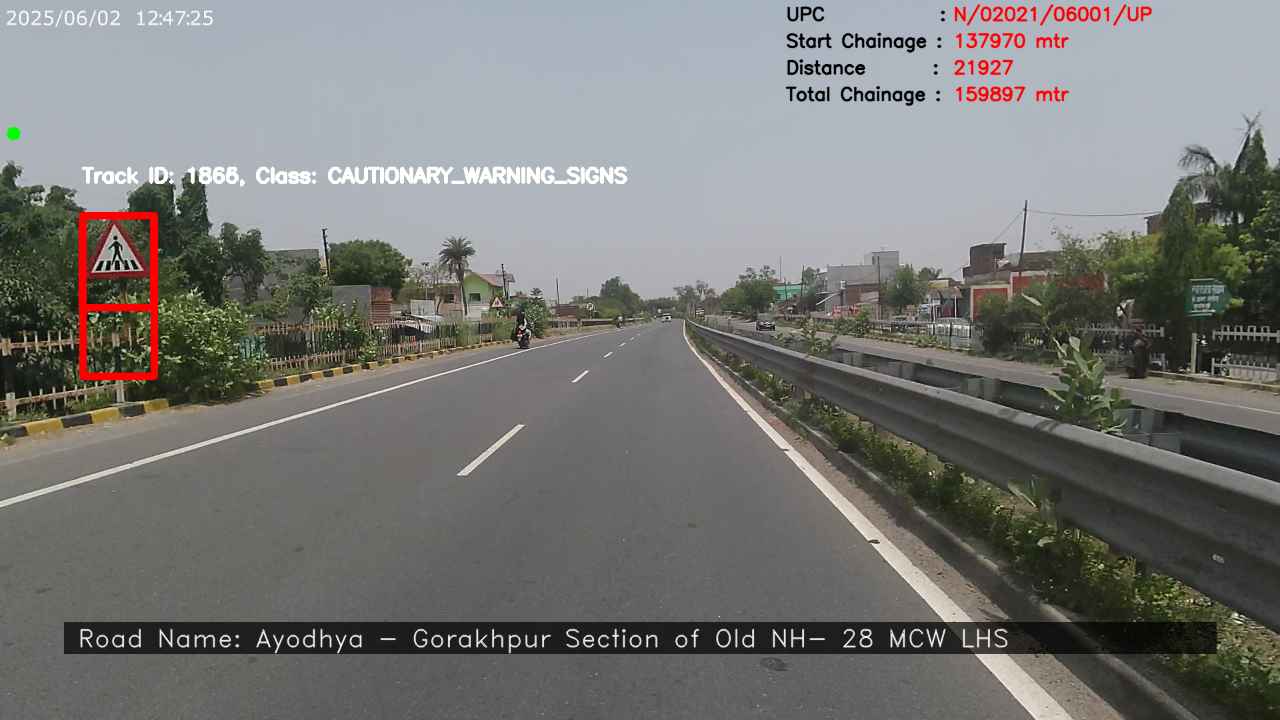 2025/06/02 12:47:25
UPC : N/02021/06001/UP
Start Chainage : 137970 mtr
Distance : 21927
Total Chainage : 159897 mtr
Track ID: 1866, Class: CAUTIONARY_WARNING_SIGNS
Road Name: Ayodhya - Gorakhpur Section of Old NH- 28 MCW LHS